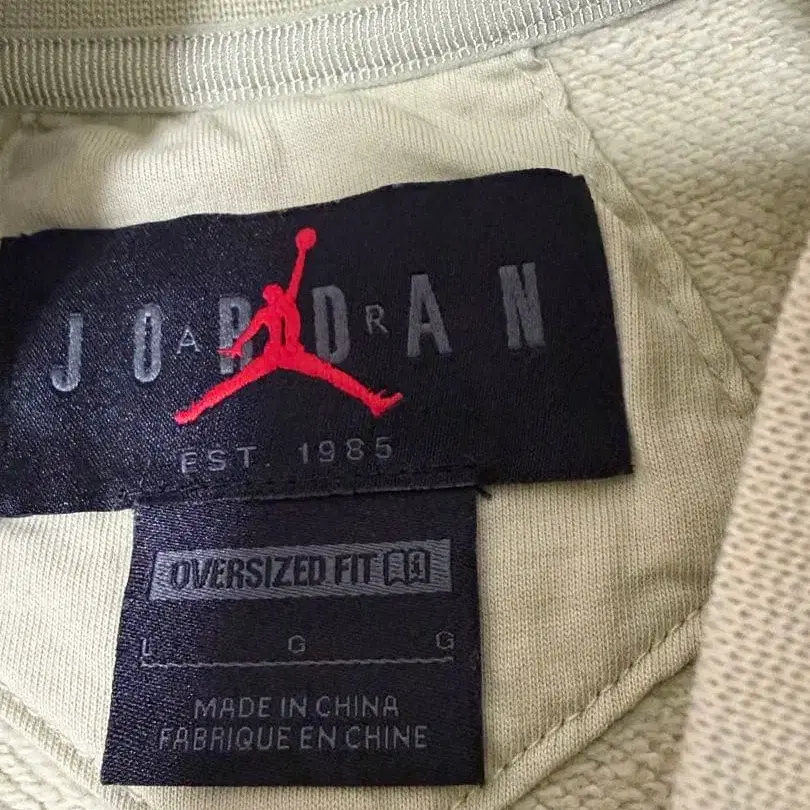 JORDAN
AIR
EST. 1985
OVERSIZED FIT
L G G
MADE IN CHINA
FABRIQUE EN CHINE